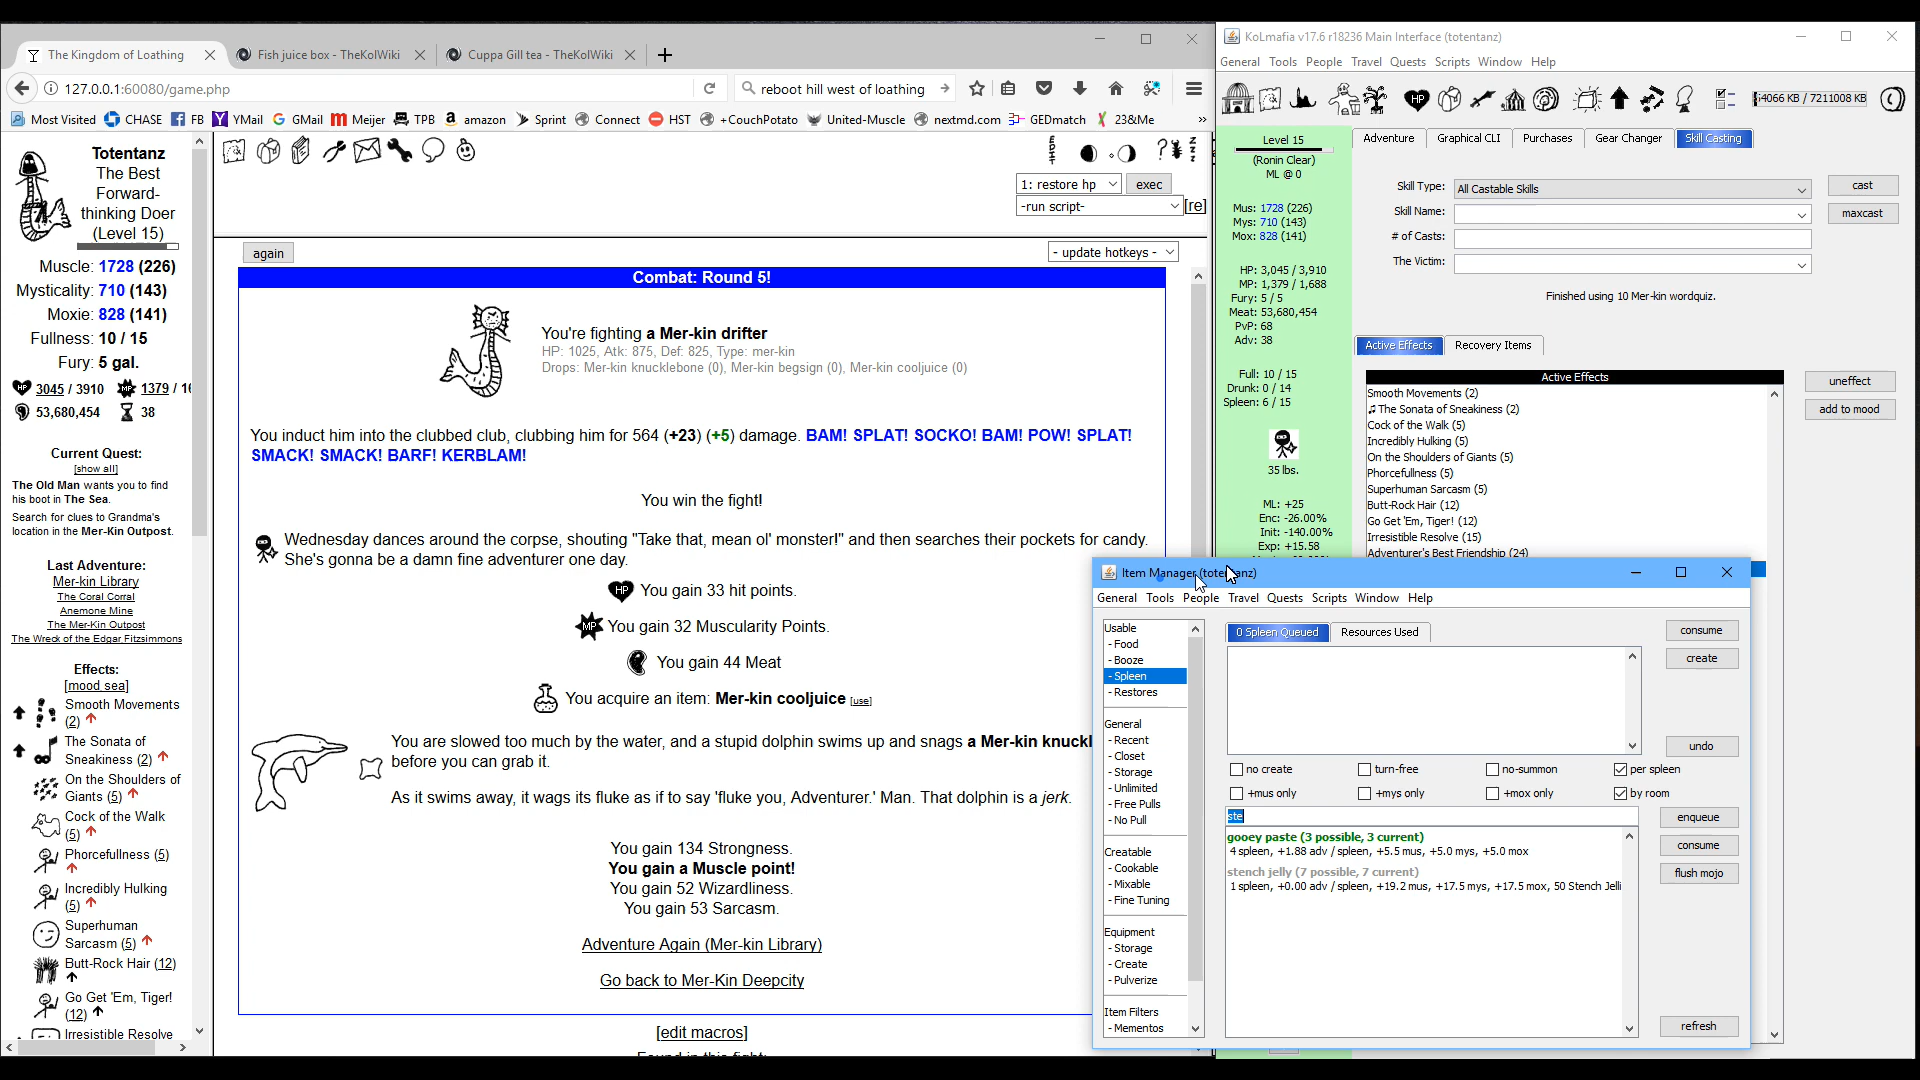 The Kingdom of Loathing
Fish juice box - TheKolWiki
Cuppa Gill tea - TheKolWiki
127.0.0.1:60080/game.php
reboot hill west of loathing
Most Visited
CHASE
FB
YMail
GMail
Meijer
TPB
amazon
Sprint
Connect
HST
+CouchPotato
United-Muscle
nextmd.com
GEDmatch
23&Me
»
Totentanz
The Best
Forward-
thinking Doer
(Level 15)
Muscle: 1728 (226)
Mysticality: 710 (143)
Moxie: 828 (141)
Fullness: 10 / 15
Fury: 5 gal.
3045 / 3910
1379 / 16
53,680,454
38
Current Quest:
[show all]
The Old Man wants you to find
his boot in The Sea.
Search for clues to Grandma's
location in the Mer-Kin Outpost.
Last Adventure:
Mer-kin Library
The Coral Corral
Anemone Mine
The Mer-Kin Outpost
The Wreck of the Edgar Fitzsimmons
Effects:
[mood sea]
Smooth Movements
(2)
The Sonata of
Sneakiness (2)
On the Shoulders of
Giants (5)
Cock of the Walk
(5)
Phorcefullness (5)
Incredibly Hulking
(5)
Superhuman
Sarcasm (5)
Butt-Rock Hair (12)
Go Get 'Em, Tiger!
(12)
Irresistible Resolve
1: restore hp
exec
-run script-
[re]
again
- update hotkeys -
Combat: Round 5!
You're fighting a Mer-kin drifter
HP: 1025, Atk: 875, Def: 825, Type: mer-kin
Drops: Mer-kin knucklebone (0), Mer-kin begsign (0), Mer-kin cooljuice (0)
You induct him into the clubbed club, clubbing him for 564 (+23) (+5) damage. BAM! SPLAT! SOCKO! BAM! POW! SPLAT!
SMACK! SMACK! BARF! KERBLAM!
You win the fight!
Wednesday dances around the corpse, shouting "Take that, mean ol' monster!" and then searches their pockets for candy.
She's gonna be a damn fine adventurer one day.
You gain 33 hit points.
You gain 32 Muscularity Points.
You gain 44 Meat
You acquire an item: Mer-kin cooljuice [use]
You are slowed too much by the water, and a stupid dolphin swims up and snags a Mer-kin knuckl
before you can grab it.
As it swims away, it wags its fluke as if to say 'fluke you, Adventurer.' Man. That dolphin is a jerk.
You gain 134 Strongness.
You gain a Muscle point!
You gain 52 Wizardliness.
You gain 53 Sarcasm.
Adventure Again (Mer-kin Library)
Go back to Mer-Kin Deepcity
[edit macros]
KoLmafia v17.6 r18236 Main Interface (totentanz)
General Tools People Travel Quests Scripts Window Help
4066 KB / 7211008 KB
Level 15
(Ronin Clear)
ML @ 0
Mus: 1728 (226)
Mys: 710 (143)
Mox: 828 (141)
HP: 3,045 / 3,910
MP: 1,379 / 1,688
Fury: 5 / 5
Meat: 53,680,454
PvP: 68
Adv: 38
Full: 10 / 15
Drunk: 0 / 14
Spleen: 6 / 15
35 lbs.
ML: +25
Enc: -26.00%
Init: -140.00%
Exp: +15.58
Adventure
Graphical CLI
Purchases
Gear Changer
Skill Casting
Skill Type: All Castable Skills
cast
Skill Name:
maxcast
# of Casts:
The Victim:
Finished using 10 Mer-kin wordquiz.
Active Effects
Recovery Items
Active Effects
Smooth Movements (2)
The Sonata of Sneakiness (2)
Cock of the Walk (5)
Incredibly Hulking (5)
On the Shoulders of Giants (5)
Phorcefullness (5)
Superhuman Sarcasm (5)
Butt-Rock Hair (12)
Go Get 'Em, Tiger! (12)
Irresistible Resolve (15)
Adventurer's Best Friendship (24)
uneffect
add to mood
Item Manager (totentanz)
General Tools People Travel Quests Scripts Window Help
Usable
- Food
- Booze
- Spleen
- Restores
General
- Recent
- Closet
- Storage
- Unlimited
- Free Pulls
- No Pull
Creatable
- Cookable
- Mixable
- Fine Tuning
Equipment
- Storage
- Create
- Pulverize
Item Filters
- Mementos
0 Spleen Queued
Resources Used
consume
create
undo
no create
turn-free
no-summon
per spleen
+mus only
+mys only
+mox only
by room
ste
enqueue
consume
flush mojo
refresh
gooey paste (3 possible, 3 current)
4 spleen, +1.88 adv / spleen, +5.5 mus, +5.0 mys, +5.0 mox
stench jelly (7 possible, 7 current)
1 spleen, +0.00 adv / spleen, +19.2 mus, +17.5 mys, +17.5 mox, 50 Stench Jelli